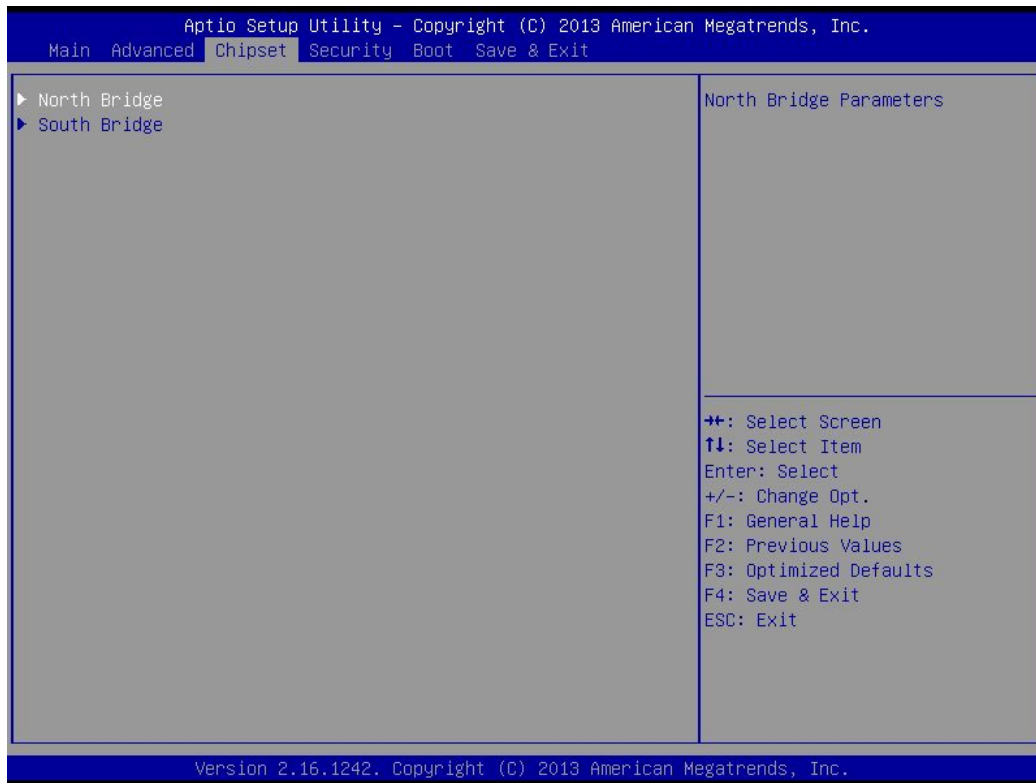 Aptio Setup Utility – Copyright (C) 2013 American Megatrends, Inc.
Main Advanced Chipset Security Boot Save & Exit
▶ North Bridge
▶ South Bridge
North Bridge Parameters
→←: Select Screen
↑↓: Select Item
Enter: Select
+/-: Change Opt.
F1: General Help
F2: Previous Values
F3: Optimized Defaults
F4: Save & Exit
ESC: Exit
Version 2.16.1242. Copyright (C) 2013 American Megatrends, Inc.